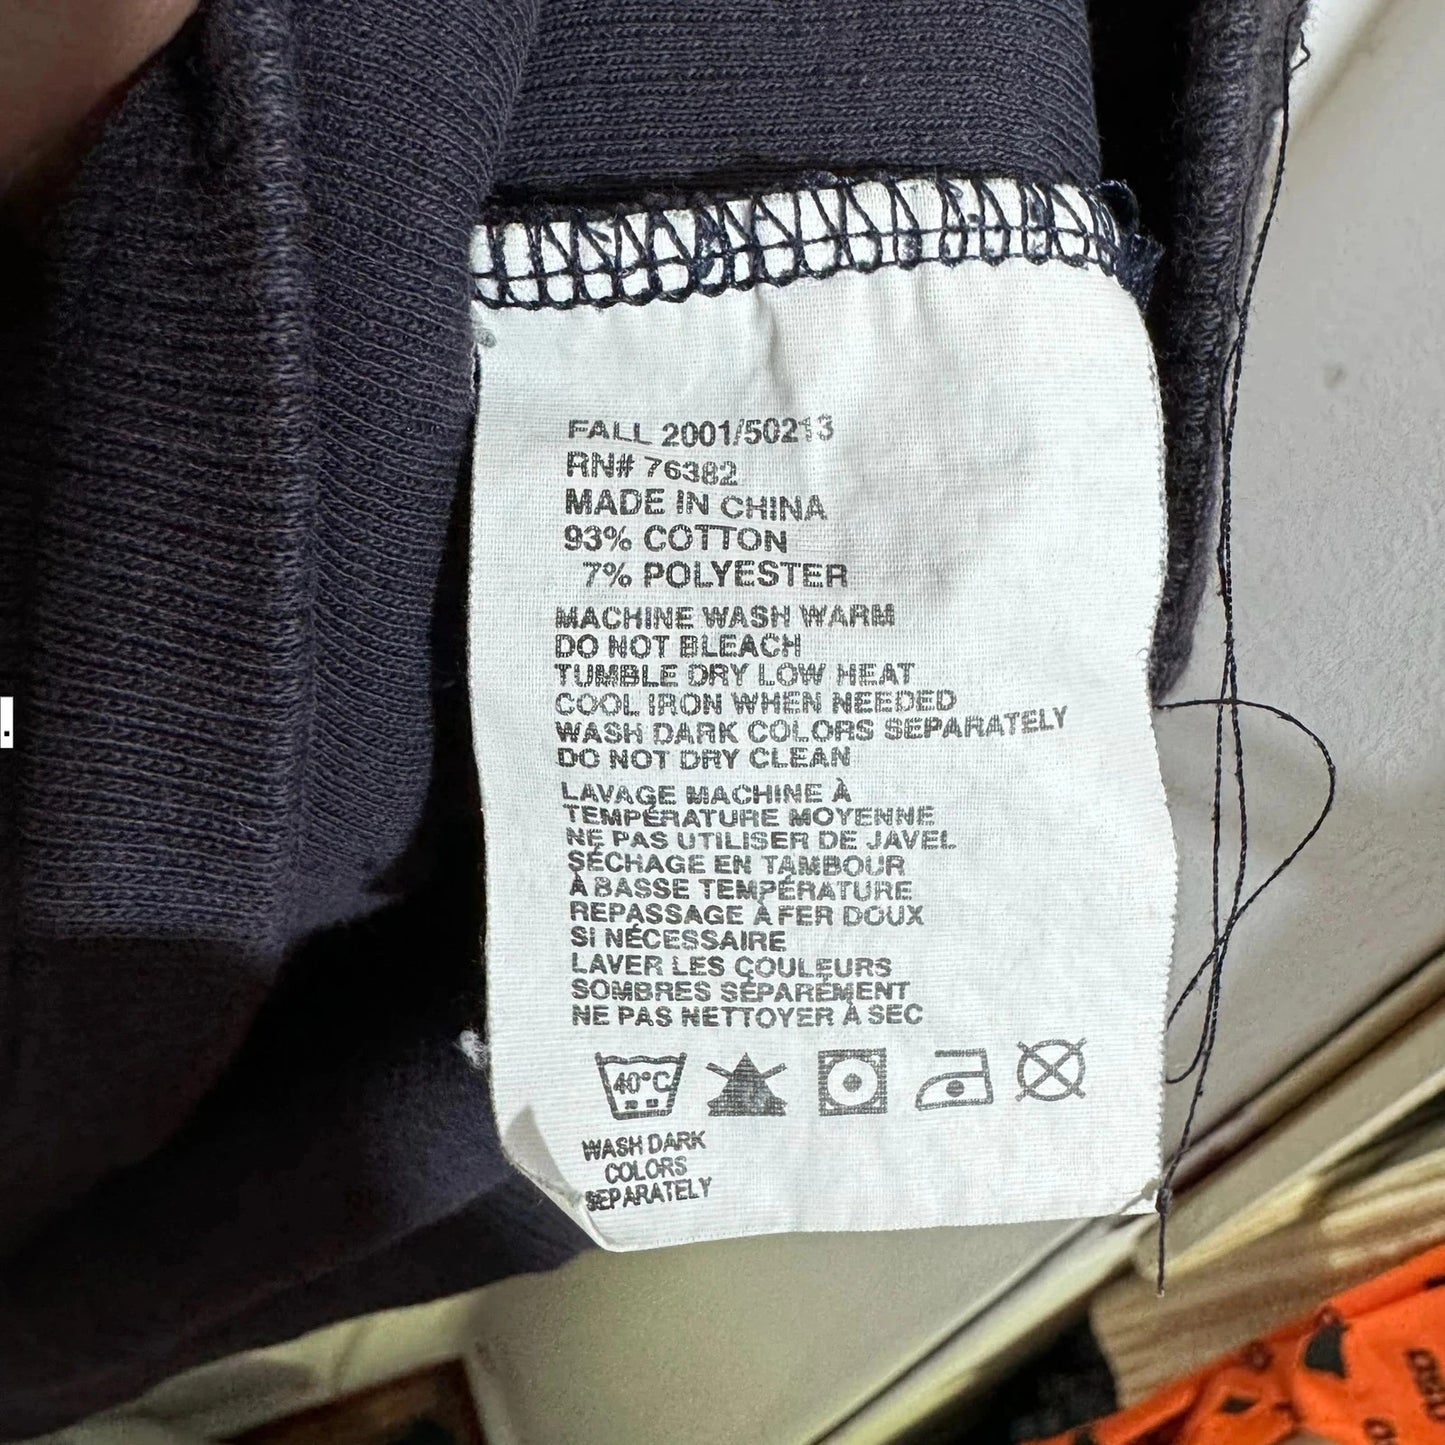 FALL 2001/50213
RN# 76382
MADE IN CHINA
93% COTTON
7% POLYESTER
MACHINE WASH WARM
DO NOT BLEACH
TUMBLE DRY LOW HEAT
COOL IRON WHEN NEEDED
WASH DARK COLORS SEPARATELY
DO NOT DRY CLEAN
LAVAGE MACHINE À
TEMPÉRATURE MOYENNE
NE PAS UTILISER DE JAVEL
SÉCHAGE EN TAMBOUR
À BASSE TEMPÉRATURE
REPASSAGE À FER DOUX
SI NÉCESSAIRE
LAVER LES COULEURS
SOMBRES SÉPARÉMENT
NE PAS NETTOYER À SEC
40°C
WASH DARK
COLORS
SEPARATELY